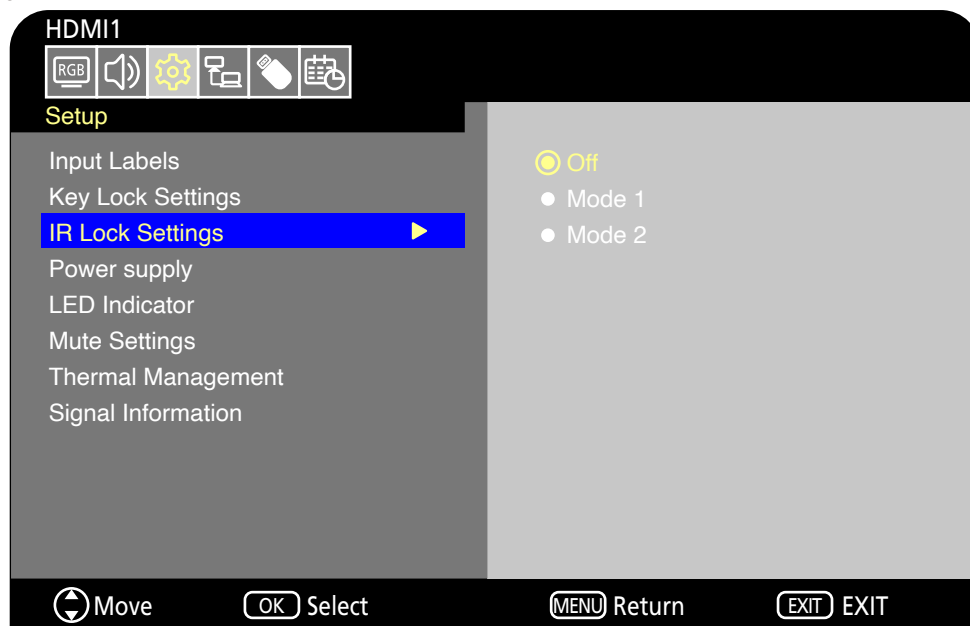 HDMI1
RGB
Setup
Input Labels
Key Lock Settings
IR Lock Settings
Power supply
LED Indicator
Mute Settings
Thermal Management
Signal Information
Off
Mode 1
Mode 2
Move OK Select MENU Return EXIT EXIT